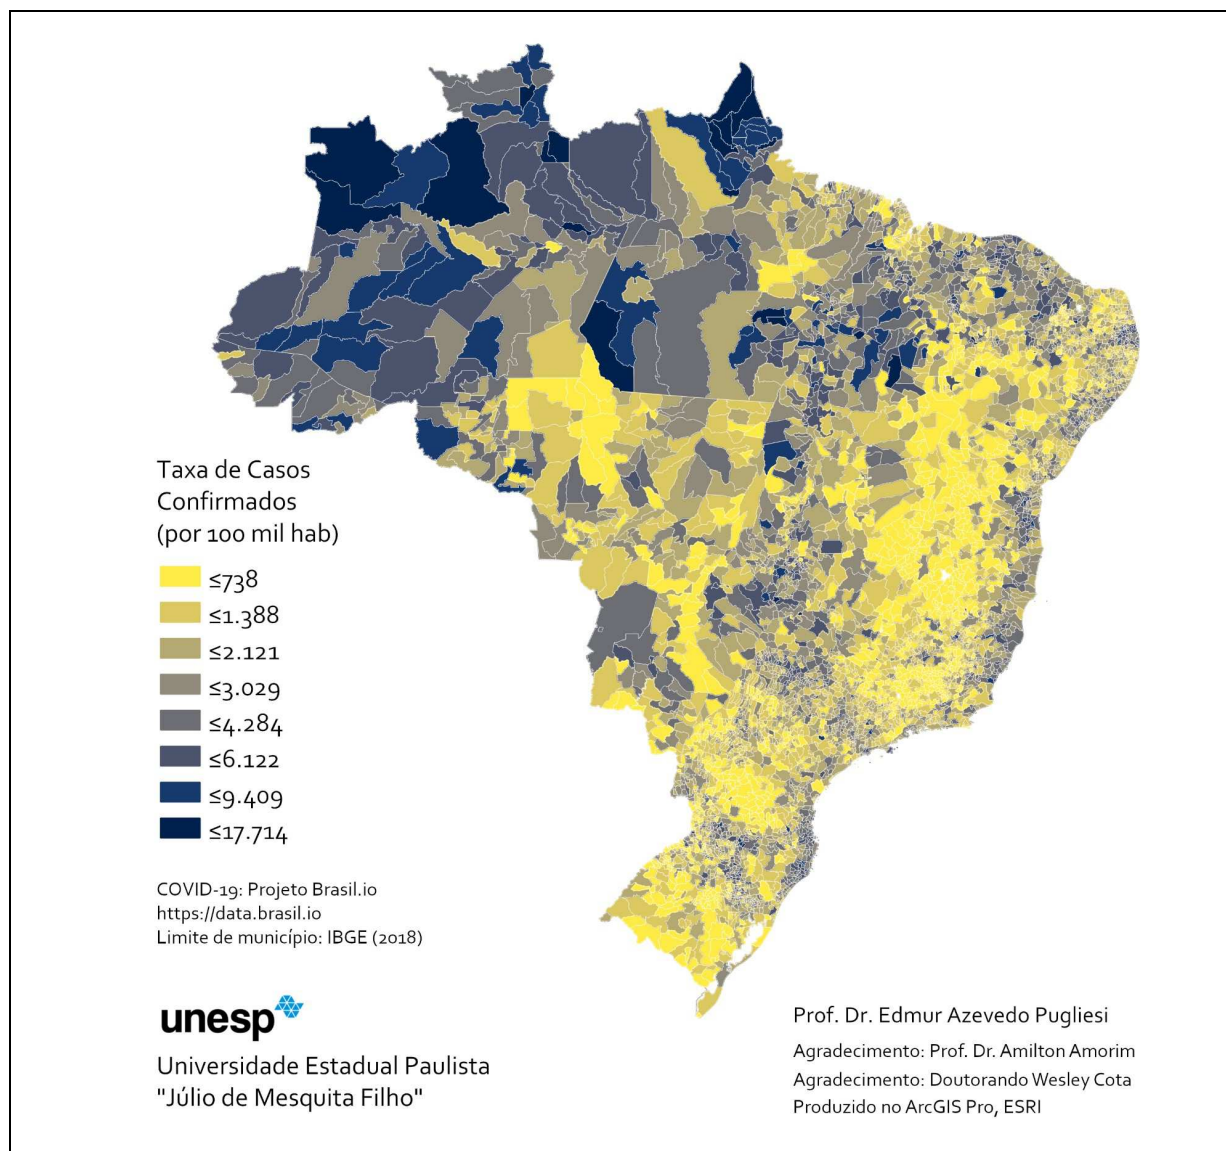 Taxa de Casos
Confirmados
(por 100 mil hab)
≤738
≤1.388
≤2.121
≤3.029
≤4.284
≤6.122
≤9.409
≤17.714
COVID-19: Projeto Brasil.io
https://data.brasil.io
Limite de município: IBGE (2018)
unesp
Universidade Estadual Paulista
"Júlio de Mesquita Filho"
Prof. Dr. Edmur Azevedo Pugliesi
Agradecimento: Prof. Dr. Amilton Amorim
Agradecimento: Doutorando Wesley Cota
Produzido no ArcGIS Pro, ESRI